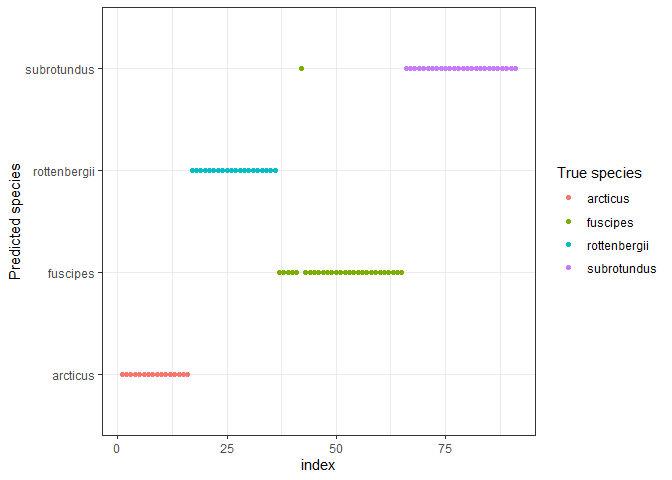 Predicted species
subrotundus
rottenbergii
fuscipes
arcticus
0
25
50
75
index
True species
arcticus
fuscipes
rottenbergii
subrotundus